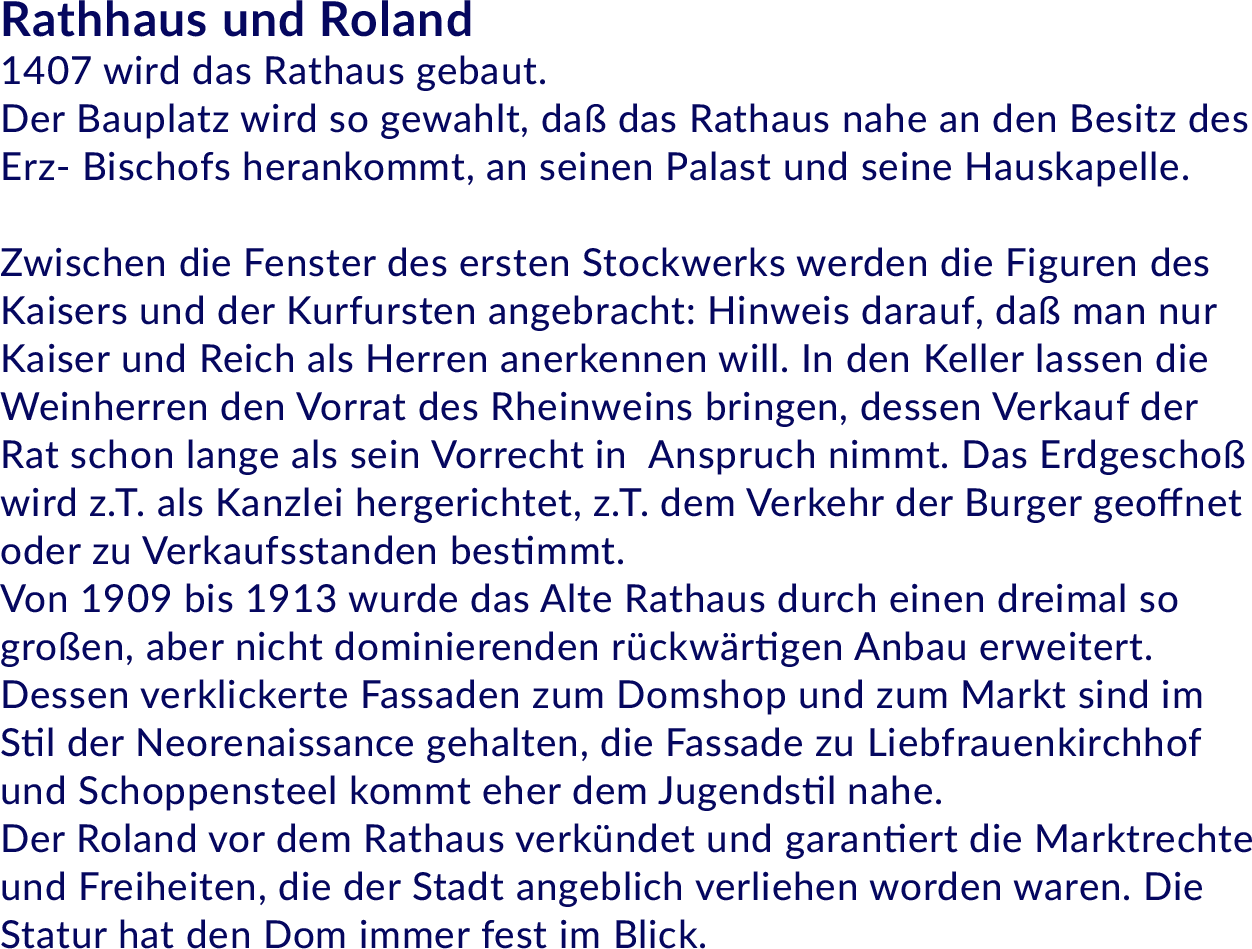 Rathhaus und Roland
1407 wird das Rathaus gebaut.
Der Bauplatz wird so gewahlt, daß das Rathaus nahe an den Besitz des
Erz- Bischofs herankommt, an seinen Palast und seine Hauskapelle.
Zwischen die Fenster des ersten Stockwerks werden die Figuren des
Kaisers und der Kurfursten angebracht: Hinweis darauf, daß man nur
Kaiser und Reich als Herren anerkennen will. In den Keller lassen die
Weinherren den Vorrat des Rheinweins bringen, dessen Verkauf der
Rat schon lange als sein Vorrecht in  Anspruch nimmt. Das Erdgeschoß
wird z.T. als Kanzlei hergerichtet, z.T. dem Verkehr der Burger geoffnet
oder zu Verkaufsstanden bestimmt.
Von 1909 bis 1913 wurde das Alte Rathaus durch einen dreimal so
großen, aber nicht dominierenden rückwärtigen Anbau erweitert.
Dessen verklickerte Fassaden zum Domshop und zum Markt sind im
Stil der Neorenaissance gehalten, die Fassade zu Liebfrauenkirchhof
und Schoppensteel kommt eher dem Jugendstil nahe.
Der Roland vor dem Rathaus verkündet und garantiert die Marktrechte
und Freiheiten, die der Stadt angeblich verliehen worden waren. Die
Statur hat den Dom immer fest im Blick.